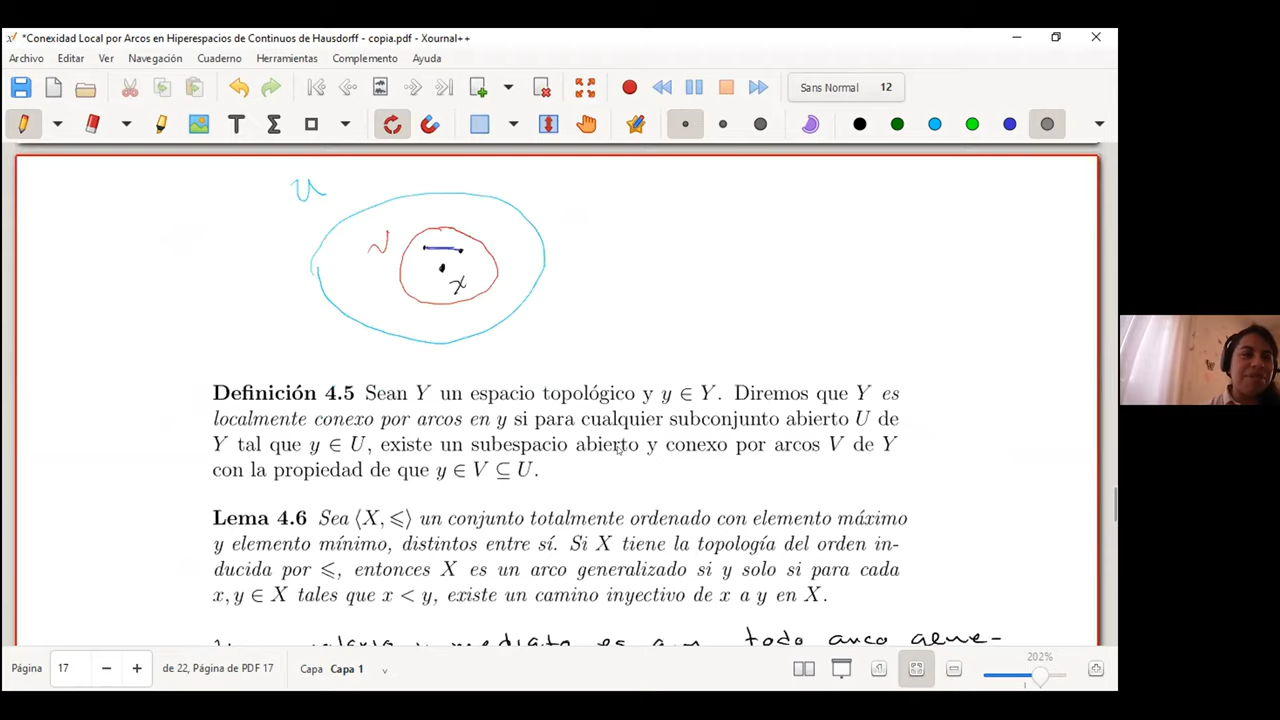 *Conexidad Local por Arcos en Hiperespacios de Continuos de Hausdorff - copia.pdf - Xournal++
Archivo Editar Ver Navegación Cuaderno Herramientas Complemento Ayuda
Sans Normal 12
U
V
x
Definición 4.5 Sean Y un espacio topológico y y ∈ Y. Diremos que Y es
localmente conexo por arcos en y si para cualquier subconjunto abierto U de
Y tal que y ∈ U, existe un subespacio abierto y conexo por arcos V de Y
con la propiedad de que y ∈ V ⊆ U.
Lema 4.6 Sea ⟨X, ⩽⟩ un conjunto totalmente ordenado con elemento máximo
y elemento mínimo, distintos entre sí. Si X tiene la topología del orden in-
ducida por ⩽, entonces X es un arco generalizado si y solo si para cada
x, y ∈ X tales que x < y, existe un camino inyectivo de x a y en X.
todo arco gene-
Página 17 de 22, Página de PDF 17 Capa Capa 1 202%